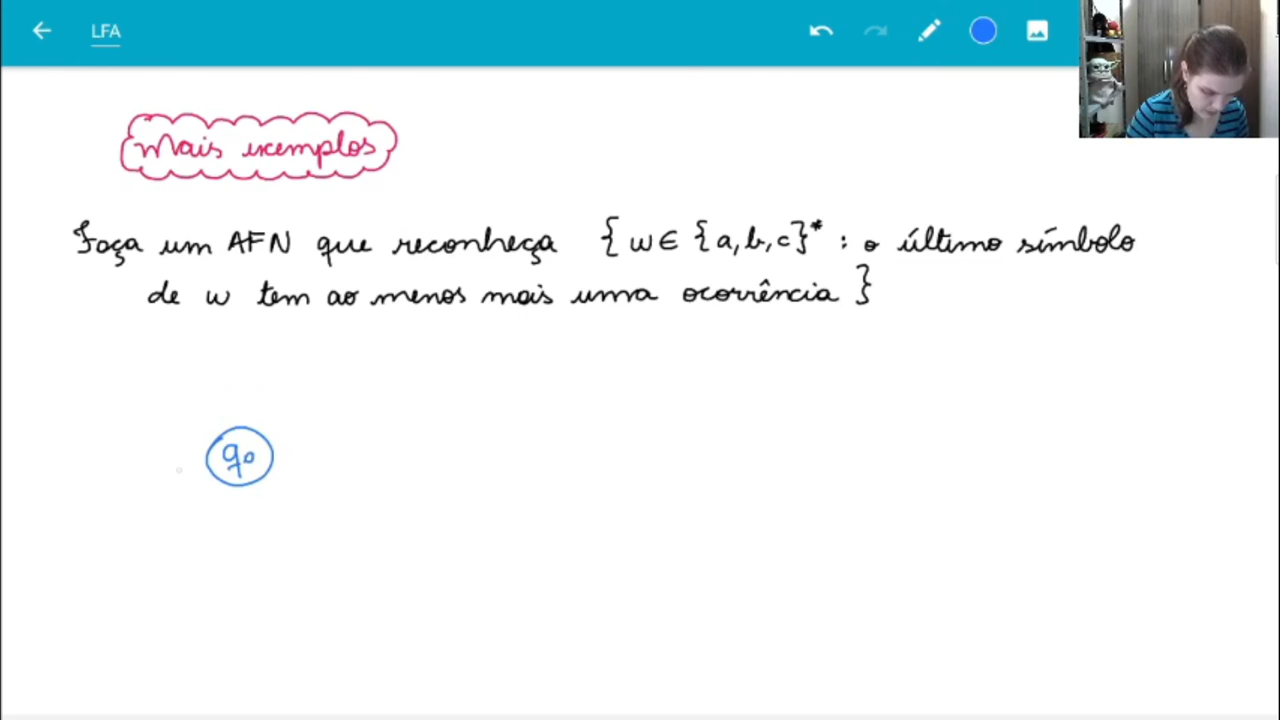 LFA
Mais exemplos
Faça um AFN que reconheça { w ∈ {a, b, c}* : o último símbolo
de w tem ao menos mais uma ocorrência }
q0